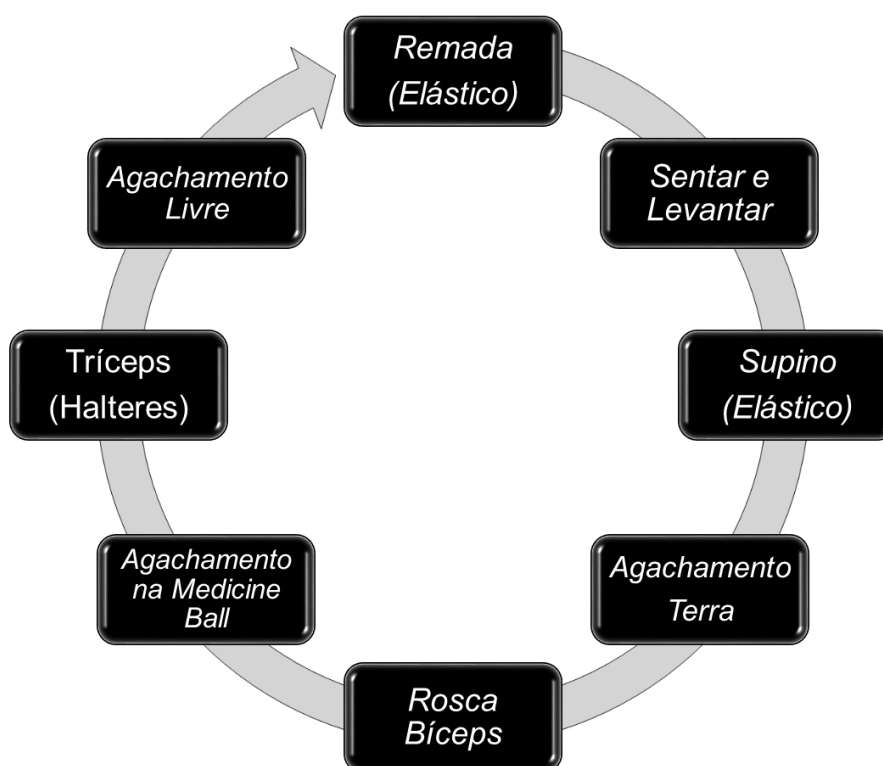 Remada
(Elástico)
Sentar e
Levantar
Supino
(Elástico)
Agachamento
Terra
Rosca
Bíceps
Agachamento
na Medicine
Ball
Tríceps
(Halteres)
Agachamento
Livre